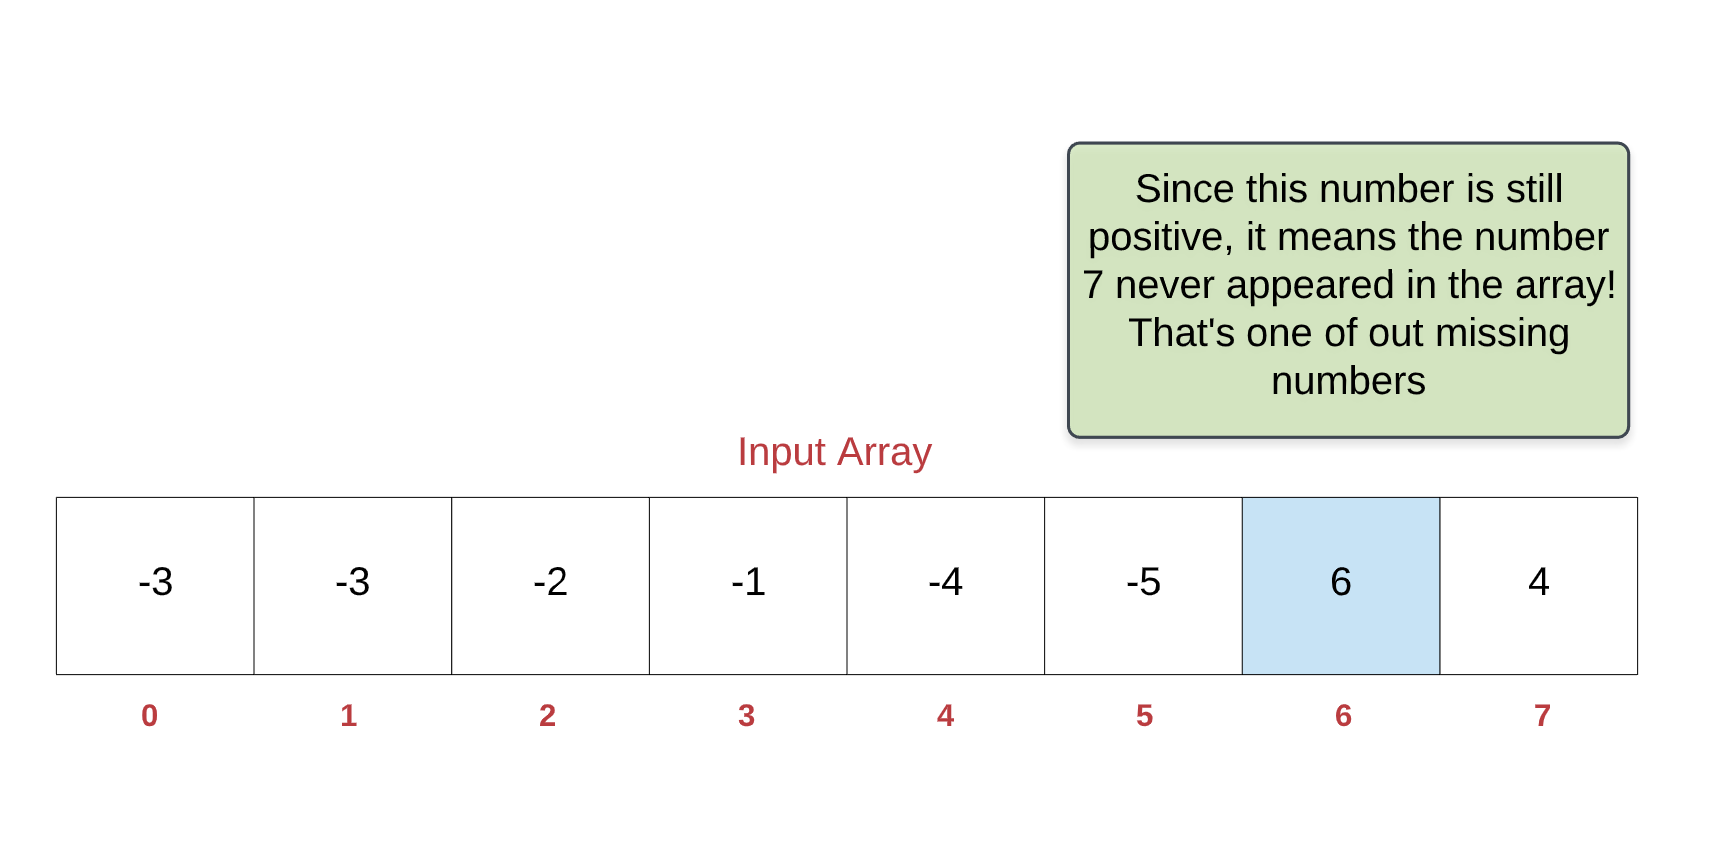 Since this number is still
positive, it means the number
7 never appeared in the array!
That's one of out missing
numbers
Input Array
-3 -3 -2 -1 -4 -5 6 4
0 1 2 3 4 5 6 7